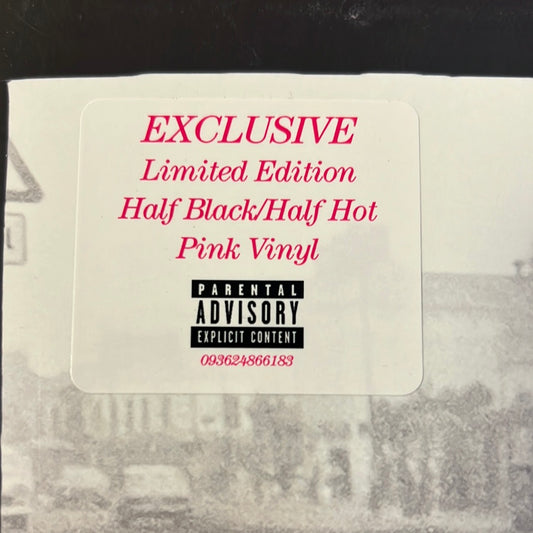 EXCLUSIVE
Limited Edition
Half Black/Half Hot
Pink Vinyl
PARENTAL
ADVISORY
EXPLICIT CONTENT
093624866183